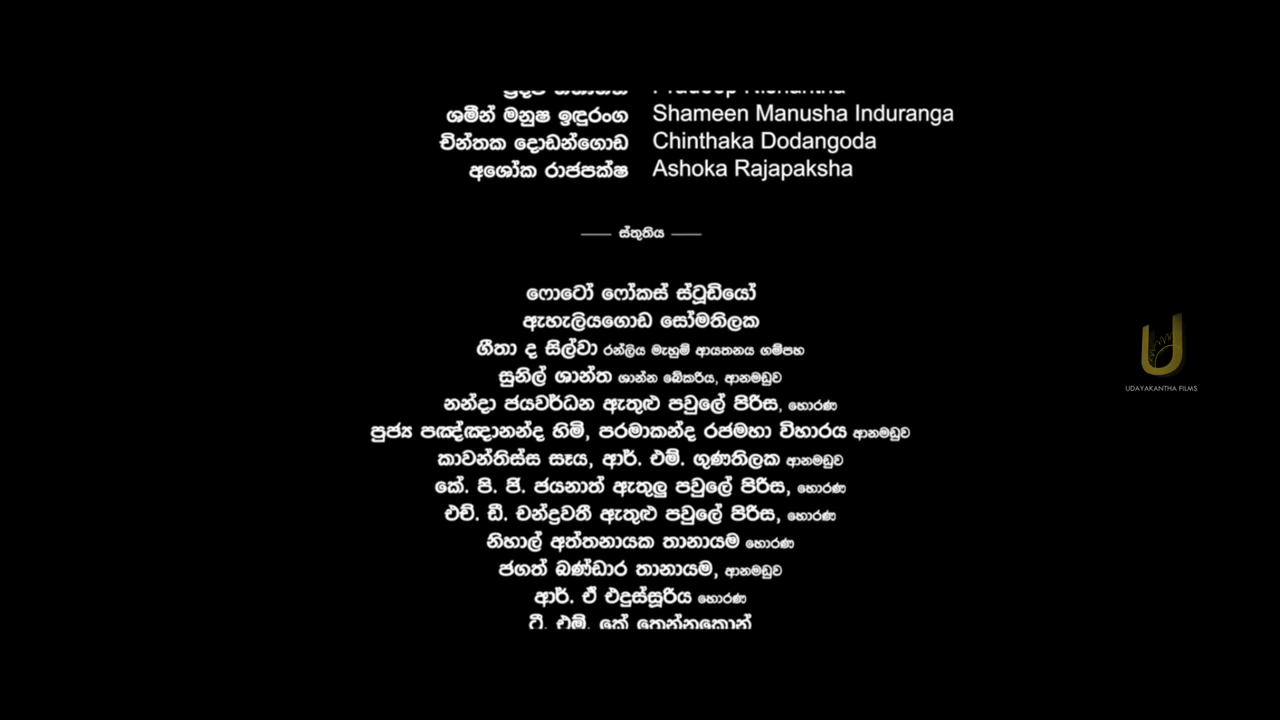 ශමීන් මනුෂ ඉඳුරංග Shameen Manusha Induranga
චින්තක දොඩන්ගොඩ Chinthaka Dodangoda
අශෝක රාජපක්ෂ Ashoka Rajapaksha
ස්තූතිය
ෆොටෝ ෆෝකස් ස්ටූඩියෝ
ඇහැලියගොඩ සෝමතිලක
ගීතා ද සිල්වා රන්ලිය මැහුම් ආයතනය ගම්පහ
සුනිල් ශාන්ත ශාන්ත බේකරිය, ආනමඩුව
නන්දා ජයවර්ධන ඇතුළු පවුලේ පිරිස, හොරණ
පුජ්‍ය පඤ්ඤානන්ද හිමි, පරමාකන්ද රජමහා විහාරය ආනමඩුව
කාවන්තිස්ස සෑය, ආර්. එම්. ගුණතිලක ආනමඩුව
කේ. පි. ජි. ජයනාත් ඇතුලු පවුලේ පිරිස, හොරණ
එච්. ඩී. චන්ද්‍රවතී ඇතුළු පවුලේ පිරිස, හොරණ
නිහාල් අත්තනායක තානායම හොරණ
ජගත් බණ්ඩාර තානායම, ආනමඩුව
ආර්. ඒ එදුස්සූරිය හොරණ
ටී. එම්. කේ තෙන්නකොන්
UDAYAKANTHA FILMS